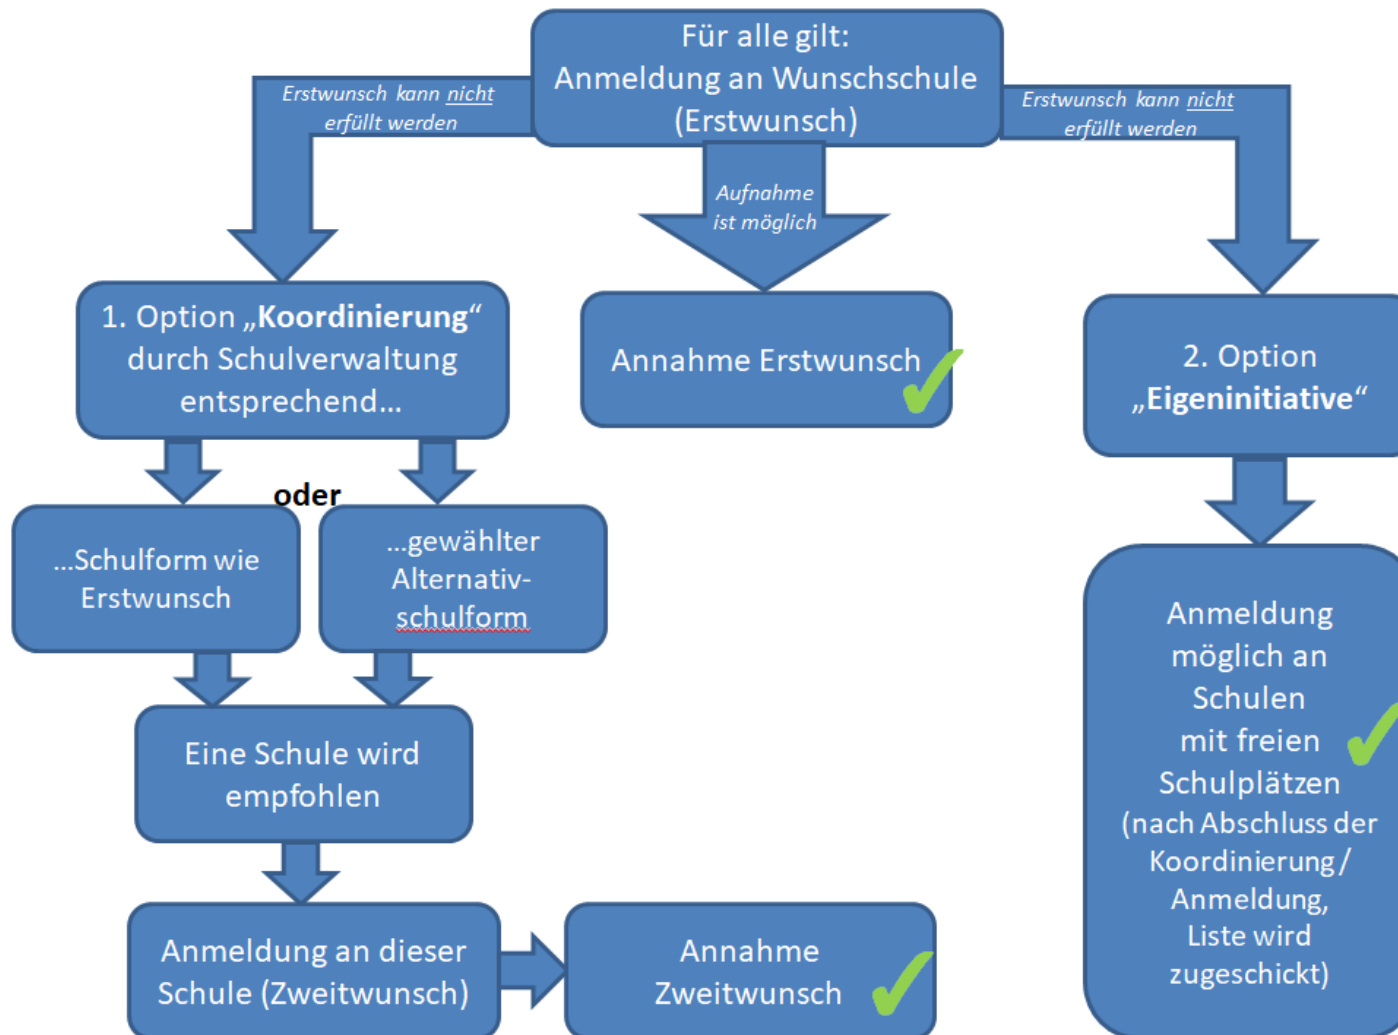 Für alle gilt:
Anmeldung an Wunschschule
(Erstwunsch)
Erstwunsch kann nicht
erfüllt werden
Aufnahme
ist möglich
Erstwunsch kann nicht
erfüllt werden
1. Option „Koordinierung“
durch Schulverwaltung
entsprechend…
Annahme Erstwunsch
2. Option
„Eigeninitiative“
oder
…Schulform wie
Erstwunsch
…gewählter
Alternativ-
schulform
Eine Schule wird
empfohlen
Anmeldung an dieser
Schule (Zweitwunsch)
Annahme
Zweitwunsch
Anmeldung
möglich an
Schulen
mit freien
Schulplätzen
(nach Abschluss der
Koordinierung/
Anmeldung,
Liste wird
zugeschickt)